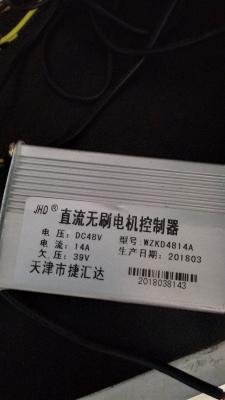 JHD® 直流无刷电机控制器
电 压: DC48V 型号: WZKD4814A
电 流: 14A 生产日期: 201803
欠 压: 39V
天津市捷汇达
2018038143